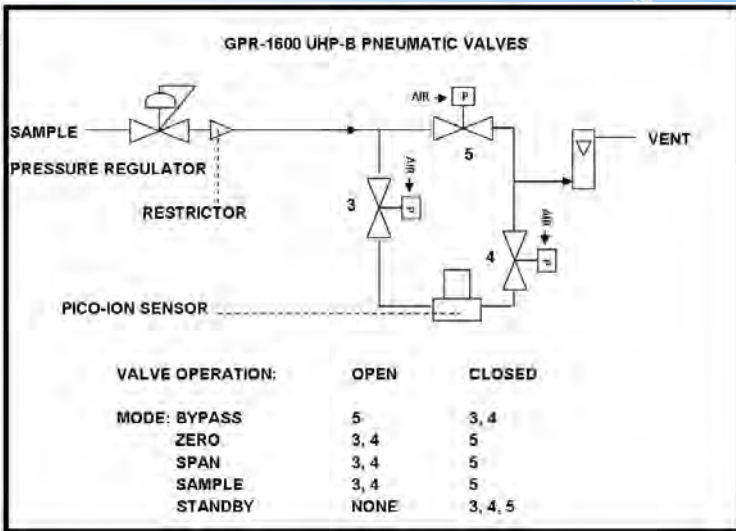 GPR-1600 UHP-B PNEUMATIC VALVES
AIR P
SAMPLE
5
VENT
PRESSURE REGULATOR
AIR
3
P
RESTRICTOR
AIR
4
P
PICO-ION SENSOR
VALVE OPERATION: OPEN CLOSED
MODE: BYPASS 5 3, 4
ZERO 3, 4 5
SPAN 3, 4 5
SAMPLE 3, 4 5
STANDBY NONE 3, 4, 5